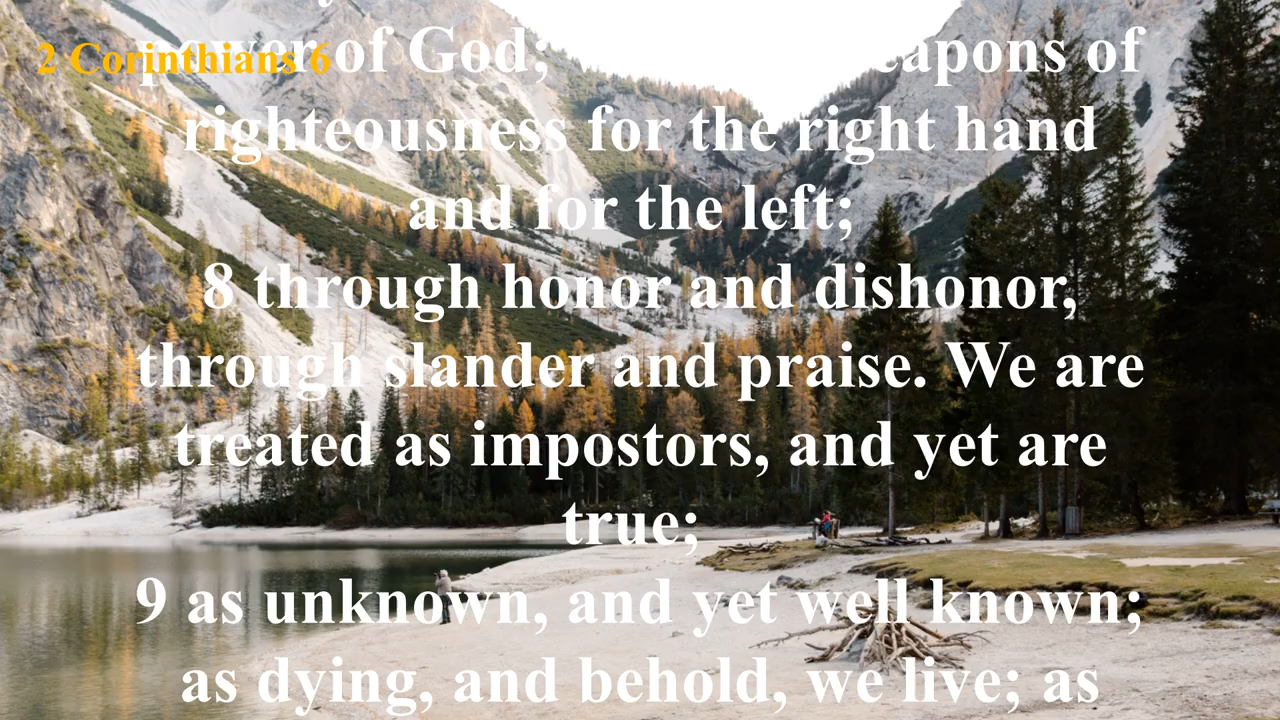 2 Corinthians 6
power of God; capons of
righteousness for the right hand
and for the left;
8 through honor and dishonor,
through slander and praise. We are
treated as impostors, and yet are
true;
9 as unknown, and yet well known;
as dying, and behold, we live; as